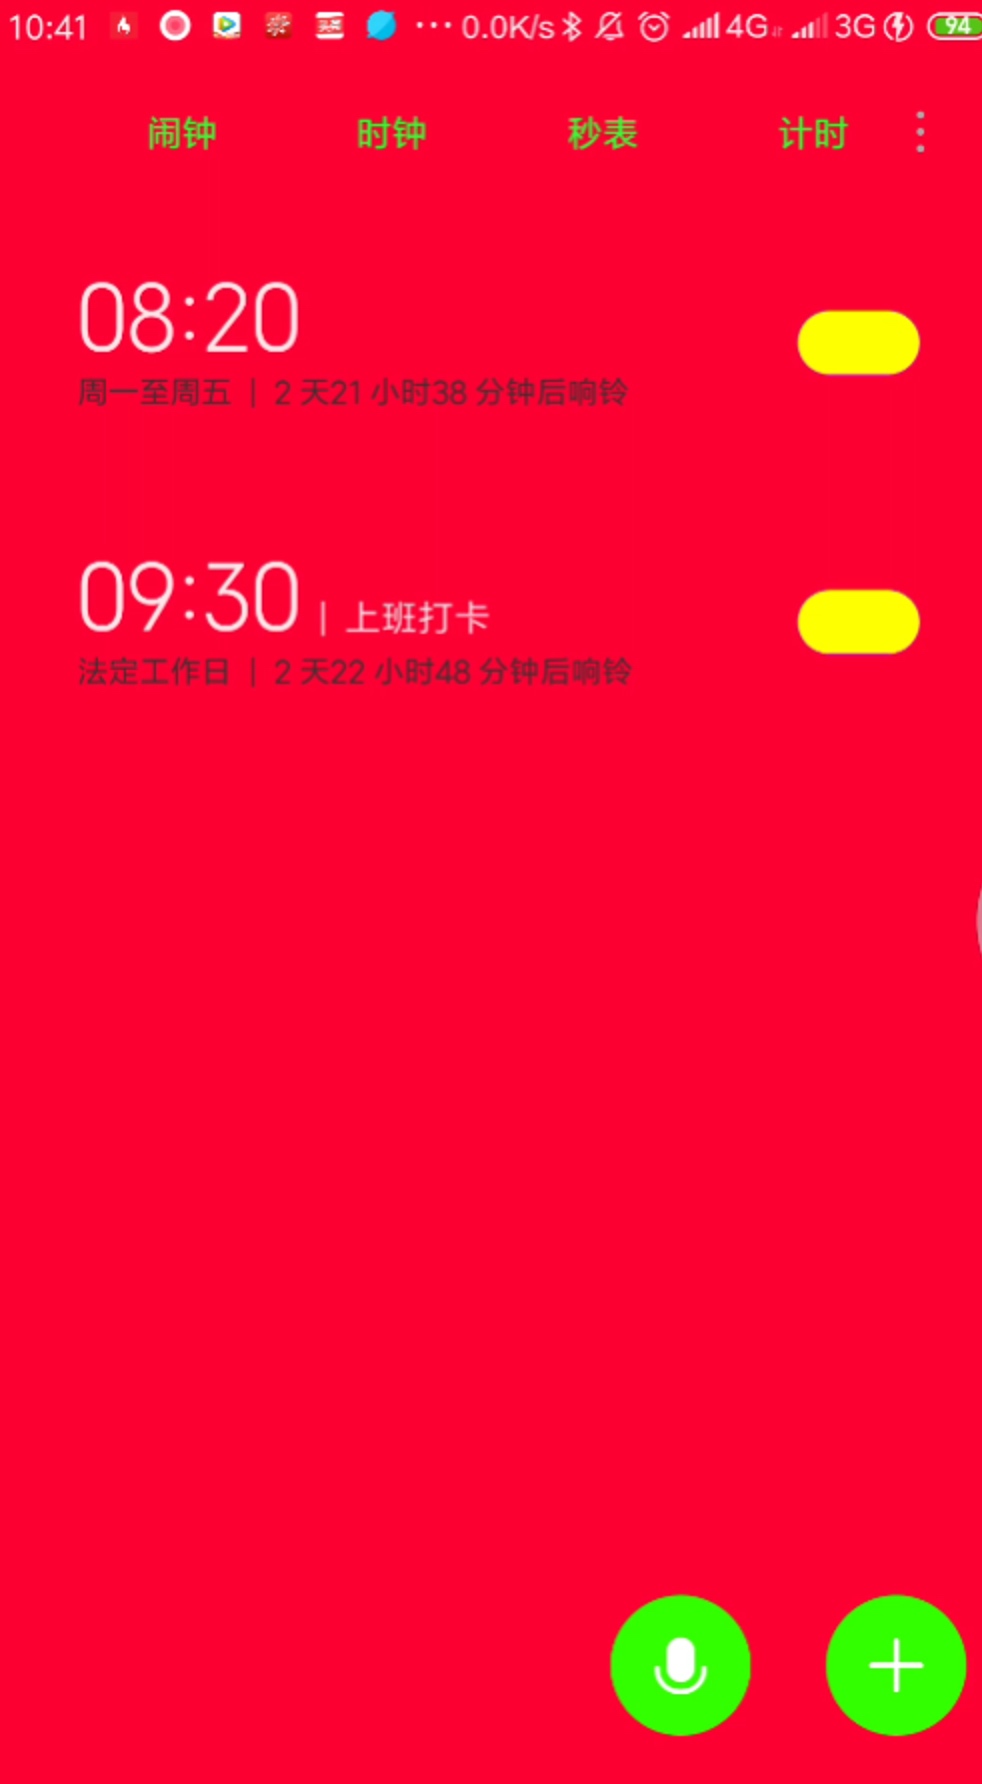 10:41 ··· 0.0K/s 4G 3G 94
闹钟 时钟 秒表 计时
08:20
周一至周五 | 2 天21 小时38 分钟后响铃
09:30 | 上班打卡
法定工作日 | 2 天22 小时48 分钟后响铃